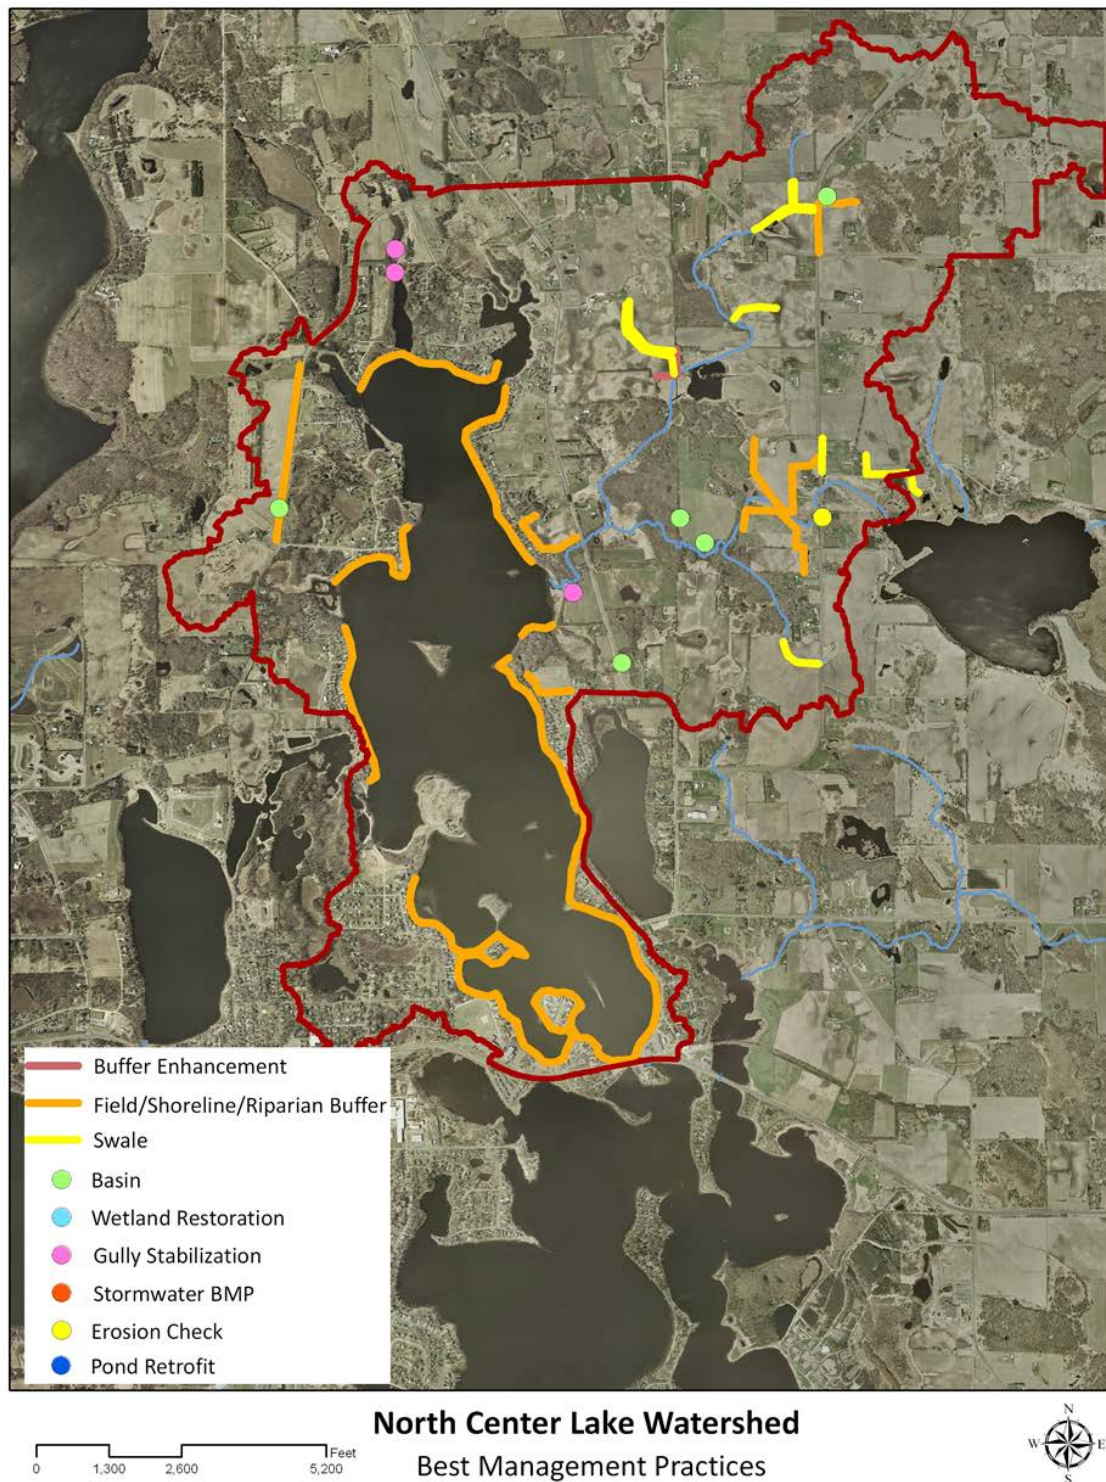 Buffer Enhancement
Field/Shoreline/Riparian Buffer
Swale
Basin
Wetland Restoration
Gully Stabilization
Stormwater BMP
Erosion Check
Pond Retrofit
North Center Lake Watershed
Best Management Practices
Feet
0 1,300 2,600 5,200
N
W E
S